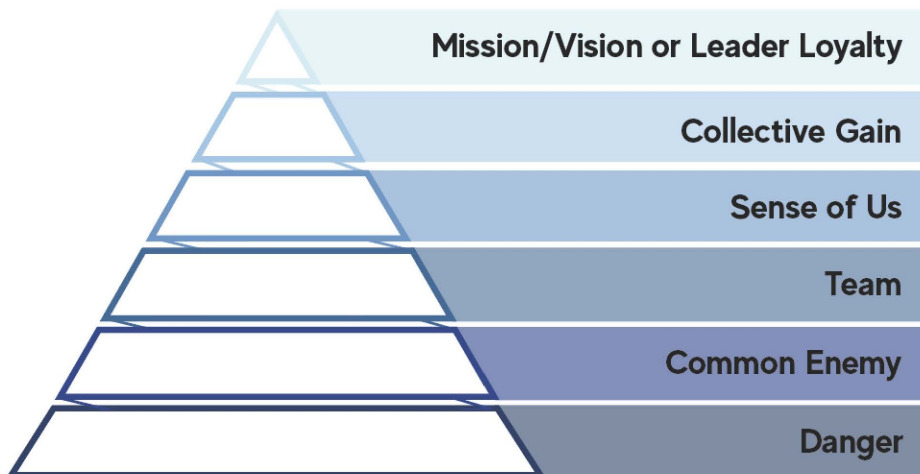 Mission/Vision or Leader Loyalty
Collective Gain
Sense of Us
Team
Common Enemy
Danger